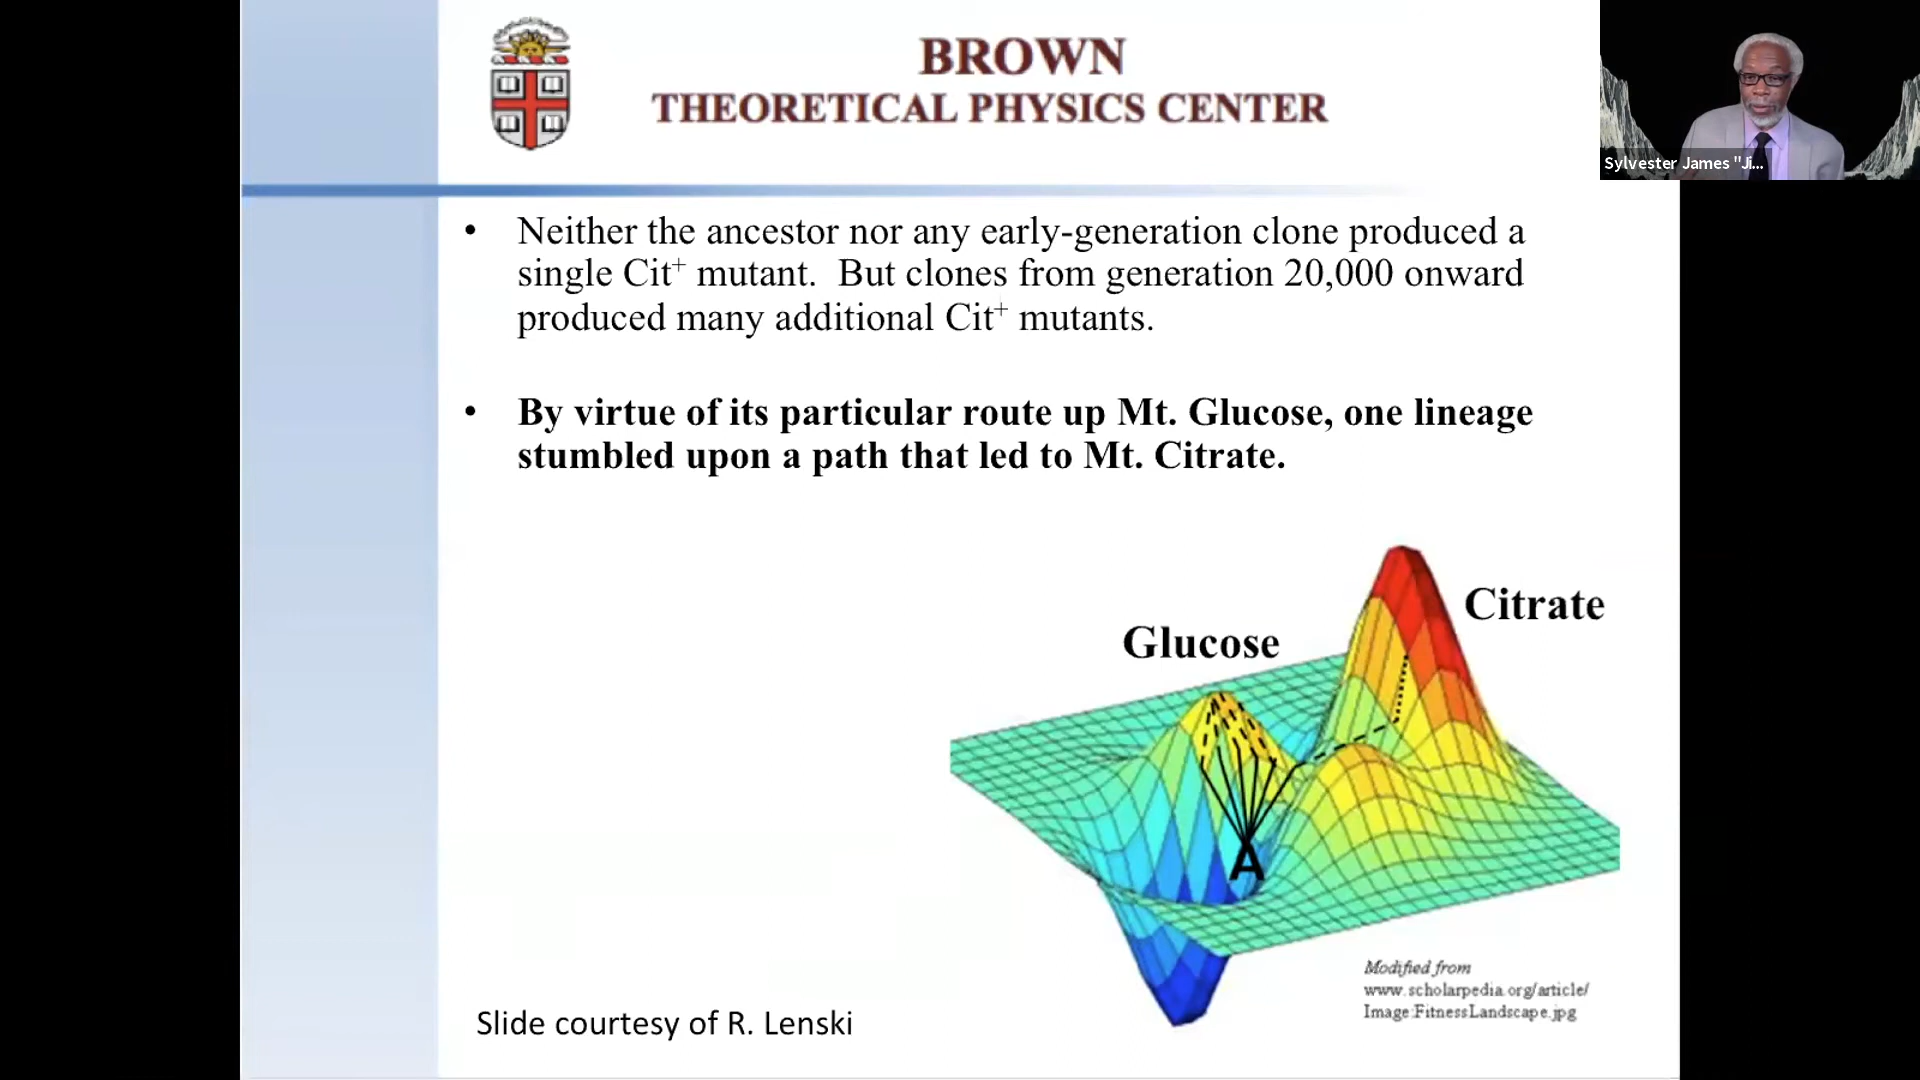 BROWN
THEORETICAL PHYSICS CENTER
Sylvester James "Ji...
• Neither the ancestor nor any early-generation clone produced a
single Cit⁺ mutant. But clones from generation 20,000 onward
produced many additional Cit⁺ mutants.
• By virtue of its particular route up Mt. Glucose, one lineage
stumbled upon a path that led to Mt. Citrate.
Citrate
Glucose
A
Modified from
www.scholarpedia.org/article/
Image:FitnessLandscape.jpg
Slide courtesy of R. Lenski